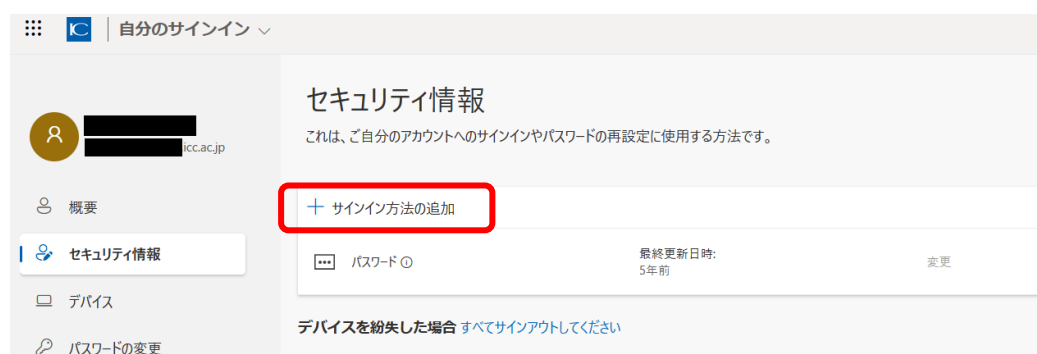 IC 自分のサインイン
セキュリティ情報
これは、ご自分のアカウントへのサインインやパスワードの再設定に使用する方法です。
icc.ac.jp
概要
セキュリティ情報
デバイス
パスワードの変更
+ サインイン方法の追加
パスワード
最終更新日時:
5年前
変更
デバイスを紛失した場合 すべてサインアウトしてください